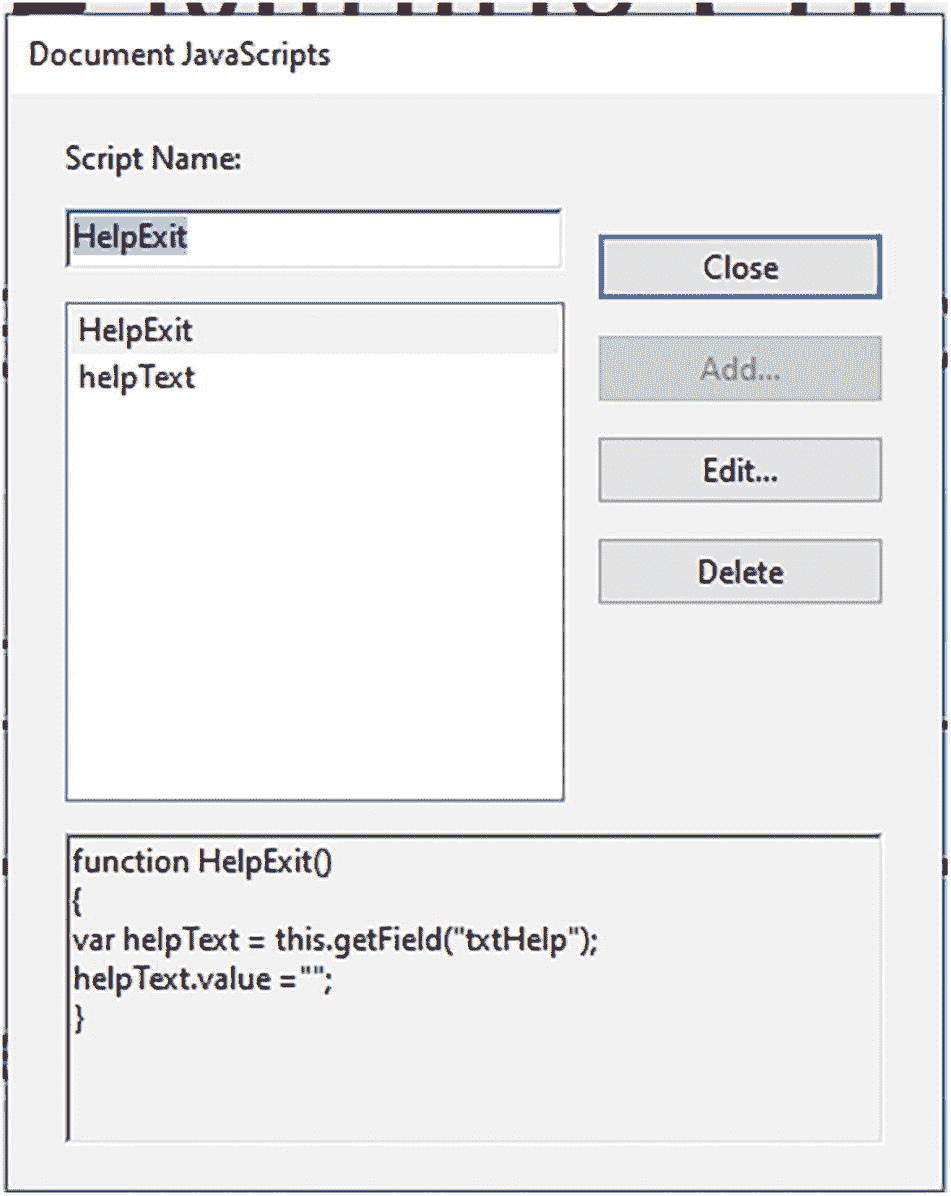 Document JavaScripts
Script Name:
HelpExit
Close
HelpExit
helpText
Add...
Edit...
Delete
function HelpExit()
{
var helpText = this.getField("txtHelp");
helpText.value ="";
}